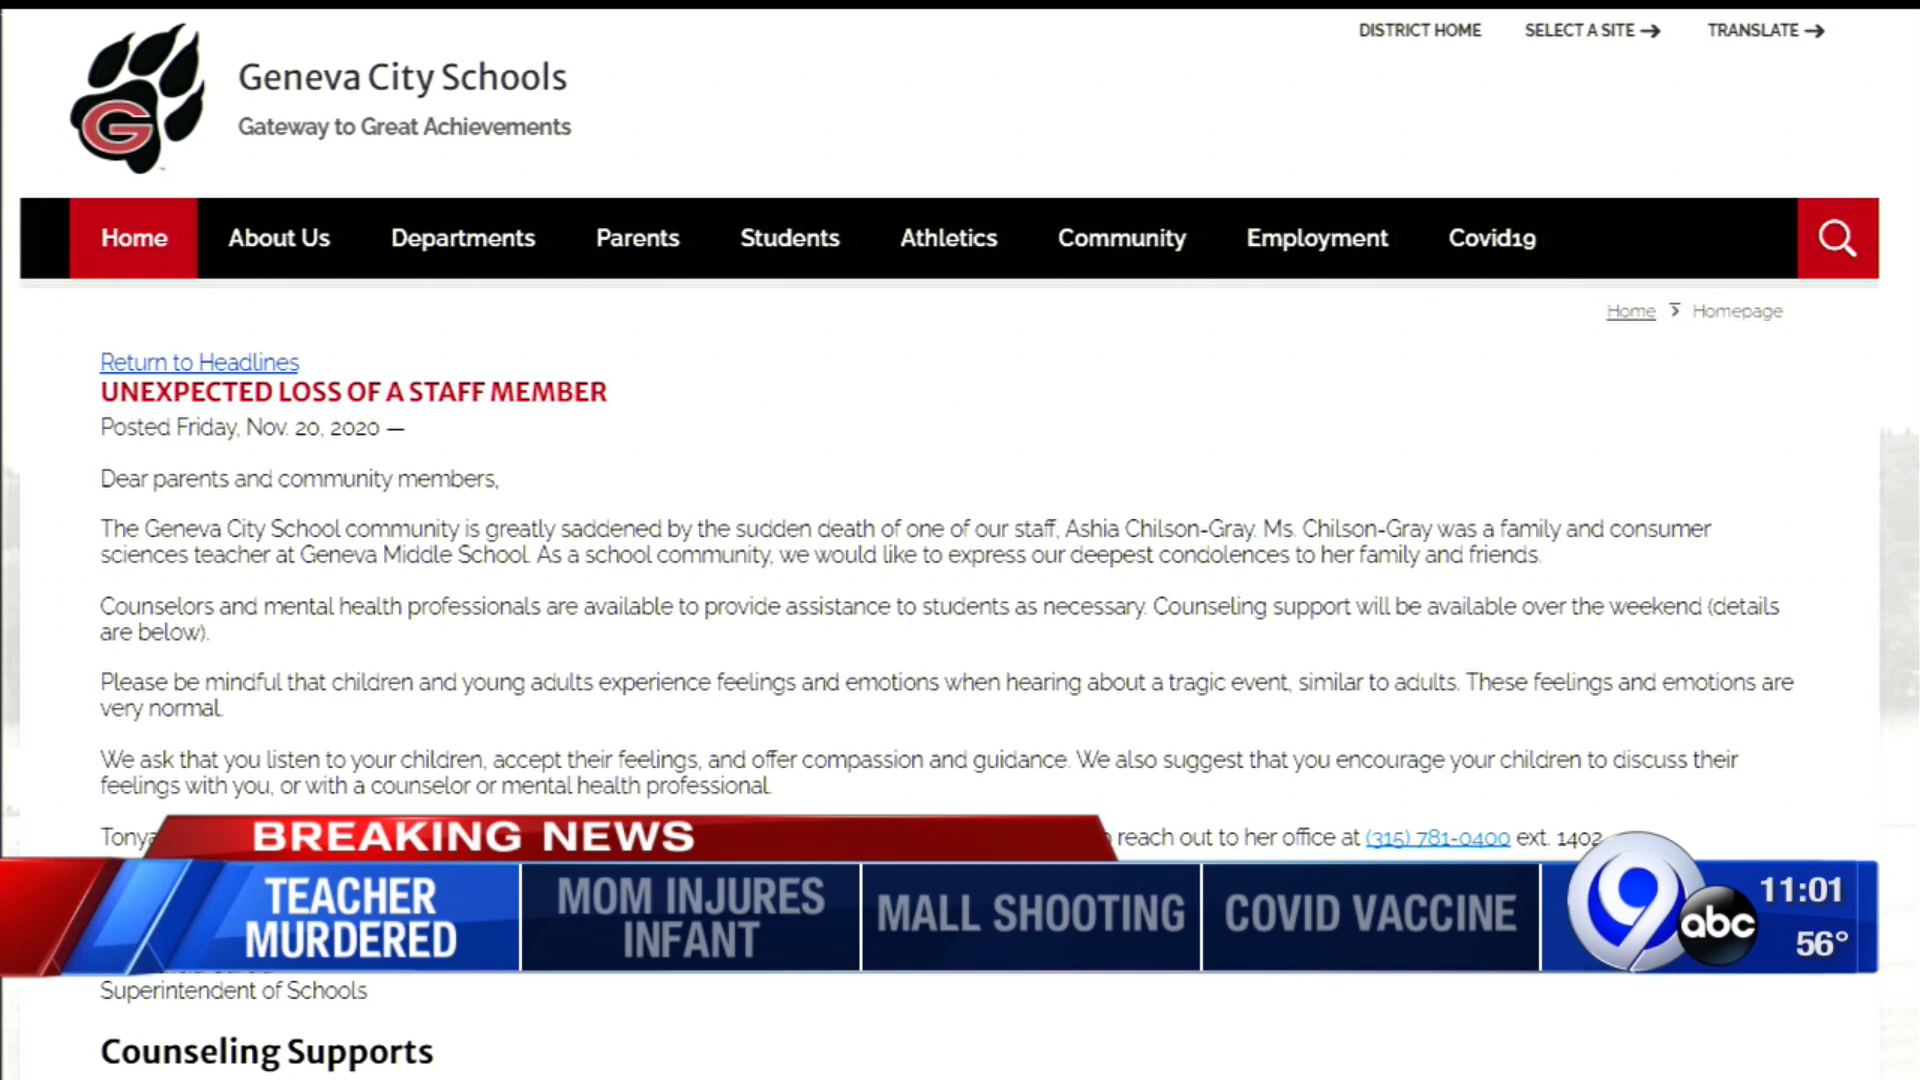 DISTRICT HOME SELECT A SITE TRANSLATE
Geneva City Schools
Gateway to Great Achievements
G
Home About Us Departments Parents Students Athletics Community Employment Covid19
Home Homepage
Return to Headlines
UNEXPECTED LOSS OF A STAFF MEMBER
Posted Friday, Nov. 20, 2020 —
Dear parents and community members,
The Geneva City School community is greatly saddened by the sudden death of one of our staff, Ashia Chilson-Gray. Ms. Chilson-Gray was a family and consumer
sciences teacher at Geneva Middle School. As a school community, we would like to express our deepest condolences to her family and friends.
Counselors and mental health professionals are available to provide assistance to students as necessary. Counseling support will be available over the weekend (details
are below).
Please be mindful that children and young adults experience feelings and emotions when hearing about a tragic event, similar to adults. These feelings and emotions are
very normal.
We ask that you listen to your children, accept their feelings, and offer compassion and guidance. We also suggest that you encourage your children to discuss their
feelings with you, or with a counselor or mental health professional.
reach out to her office at (315) 781-0400 ext. 1402
BREAKING NEWS
TEACHER
MURDERED
MOM INJURES
INFANT
MALL SHOOTING
COVID VACCINE
9
abc
11:01
56°
Superintendent of Schools
Counseling Supports